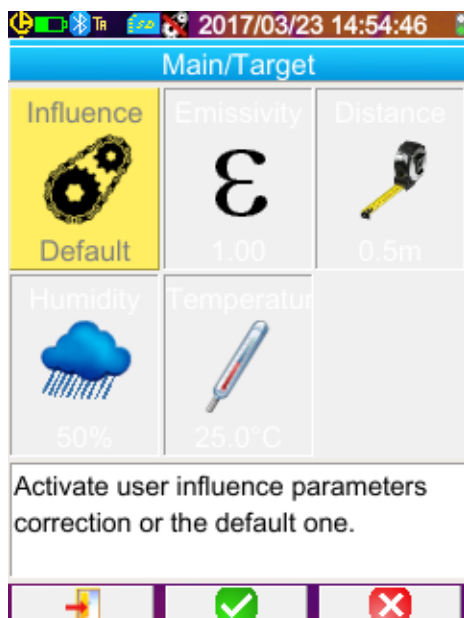 2017/03/23 14:54:46
Main/Target
Influence Emissivity Distance
ε
Default 1.00 0.5m
Humidity Temperatur
50% 25.0°C
Activate user influence parameters
correction or the default one.